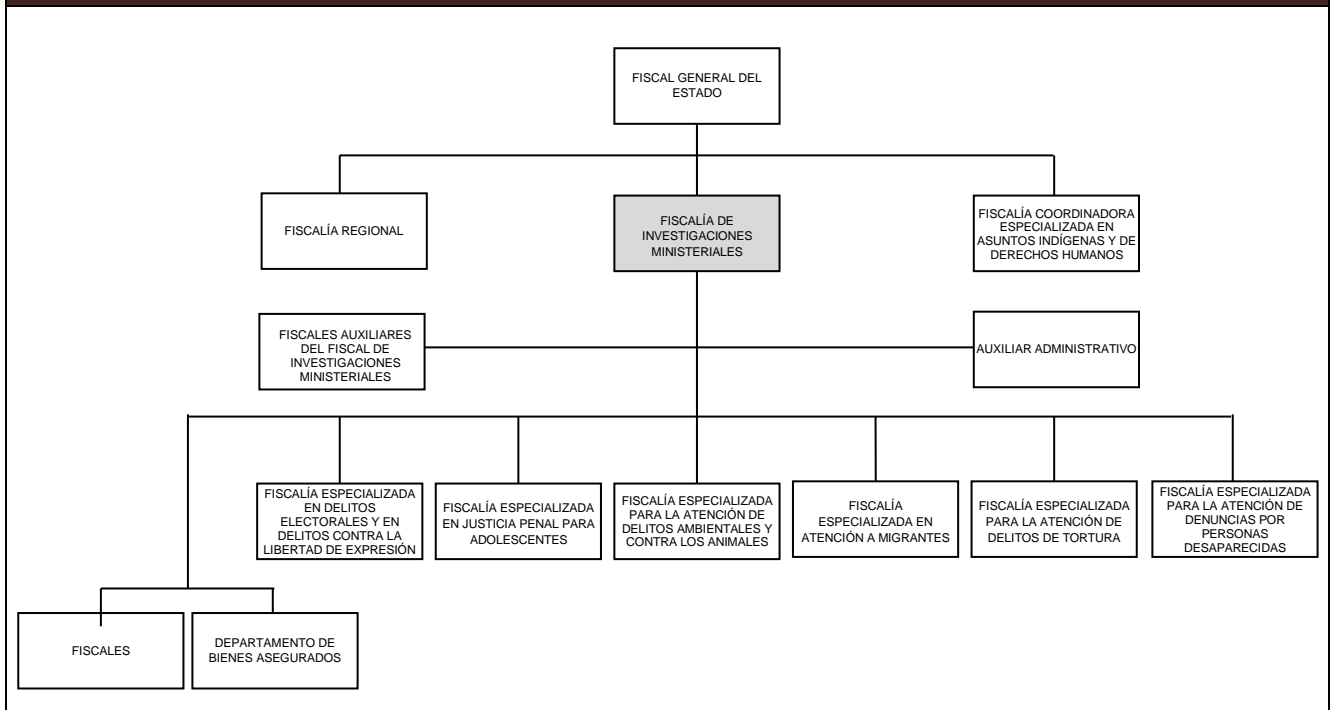 FISCAL GENERAL DEL
ESTADO
FISCALÍA REGIONAL
FISCALÍA DE
INVESTIGACIONES
MINISTERIALES
FISCALÍA COORDINADORA
ESPECIALIZADA EN
ASUNTOS INDÍGENAS Y DE
DERECHOS HUMANOS
FISCALES AUXILIARES
DEL FISCAL DE
INVESTIGACIONES
MINISTERIALES
AUXILIAR ADMINISTRATIVO
FISCALÍA ESPECIALIZADA
EN DELITOS
ELECTORALES Y EN
DELITOS CONTRA LA
LIBERTAD DE EXPRESIÓN
FISCALÍA ESPECIALIZADA
EN JUSTICIA PENAL PARA
ADOLESCENTES
FISCALÍA ESPECIALIZADA
PARA LA ATENCIÓN DE
DELITOS AMBIENTALES Y
CONTRA LOS ANIMALES
FISCALÍA
ESPECIALIZADA EN
ATENCIÓN A MIGRANTES
FISCALÍA ESPECIALIZADA
PARA LA ATENCIÓN DE
DELITOS DE TORTURA
FISCALÍA ESPECIALIZADA
PARA LA ATENCIÓN DE
DENUNCIAS POR
PERSONAS
DESAPARECIDAS
FISCALES
DEPARTAMENTO DE
BIENES ASEGURADOS